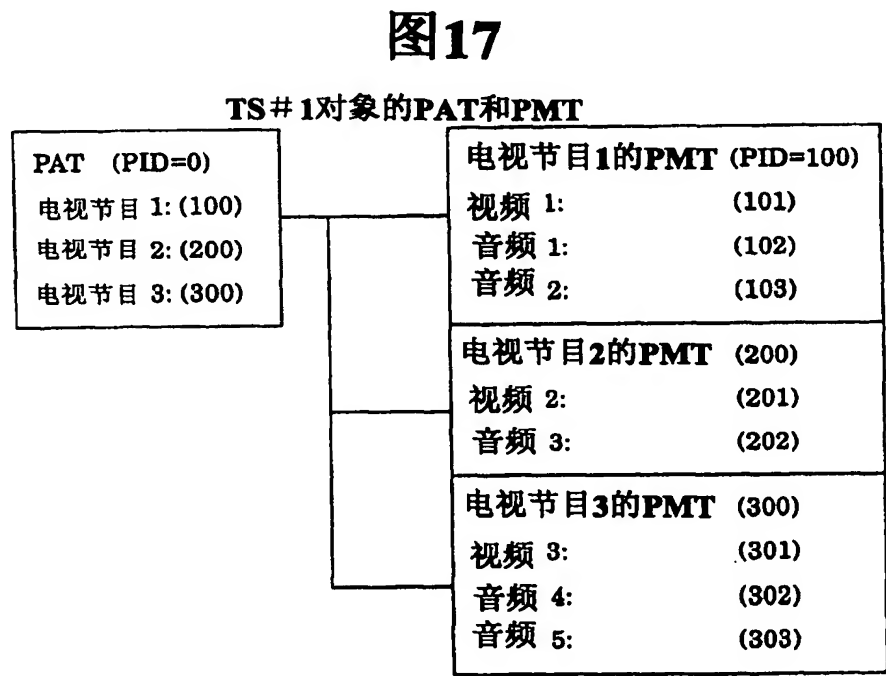 图17
TS#1对象的PAT和PMT
PAT (PID=0)
电视节目 1: (100)
电视节目 2: (200)
电视节目 3: (300)
电视节目1的PMT (PID=100)
视频 1: (101)
音频 1: (102)
音频 2: (103)
电视节目2的PMT (200)
视频 2: (201)
音频 3: (202)
电视节目3的PMT (300)
视频 3: (301)
音频 4: (302)
音频 5: (303)